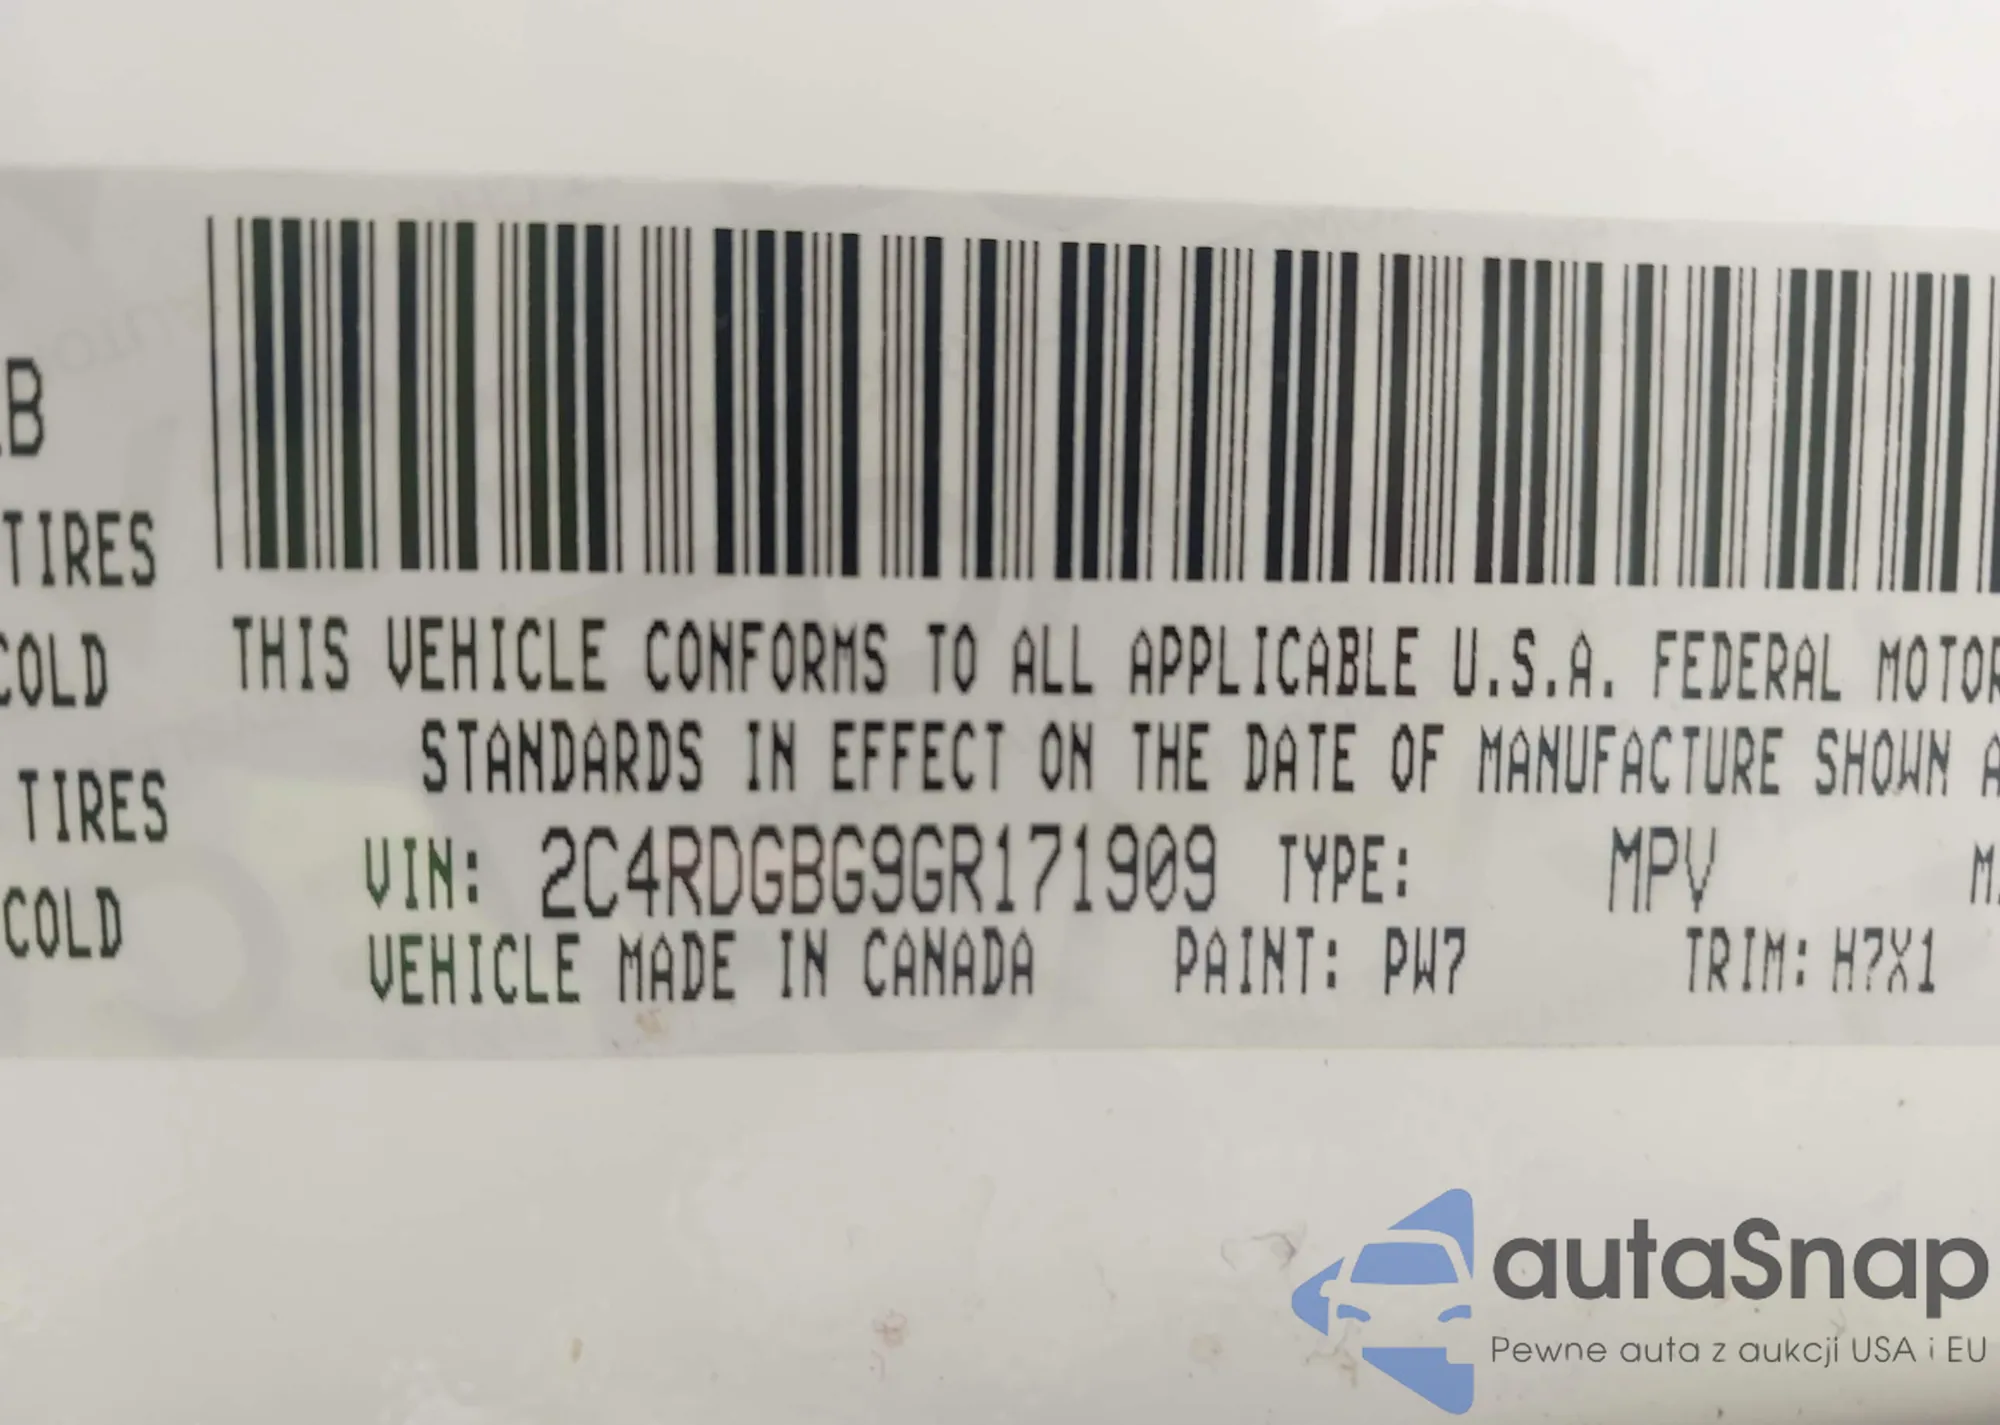 B
TIRES
COLD
TIRES
COLD
THIS VEHICLE CONFORMS TO ALL APPLICABLE U.S.A. FEDERAL MOTOR
STANDARDS IN EFFECT ON THE DATE OF MANUFACTURE SHOWN A
VIN: 2C4RDGBG9GR171909 TYPE: MPV M
VEHICLE MADE IN CANADA PAINT: PW7 TRIM: H7X1
autaSnap
Pewne auta z aukcji USA i EU